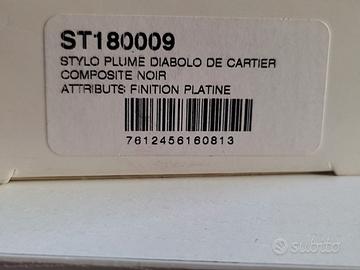 ST180009
STYLO PLUME DIABOLO DE CARTIER
COMPOSITE NOIR
ATTRIBUTS FINITION PLATINE
7612456160813
subito